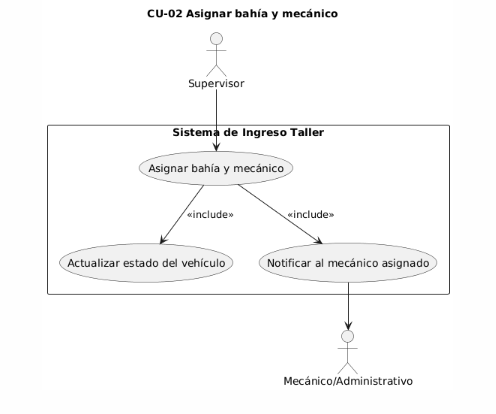 CU-02 Asignar bahía y mecánico
Supervisor
Sistema de Ingreso Taller
Asignar bahía y mecánico
«include»
«include»
Actualizar estado del vehículo
Notificar al mecánico asignado
Mecánico/Administrativo